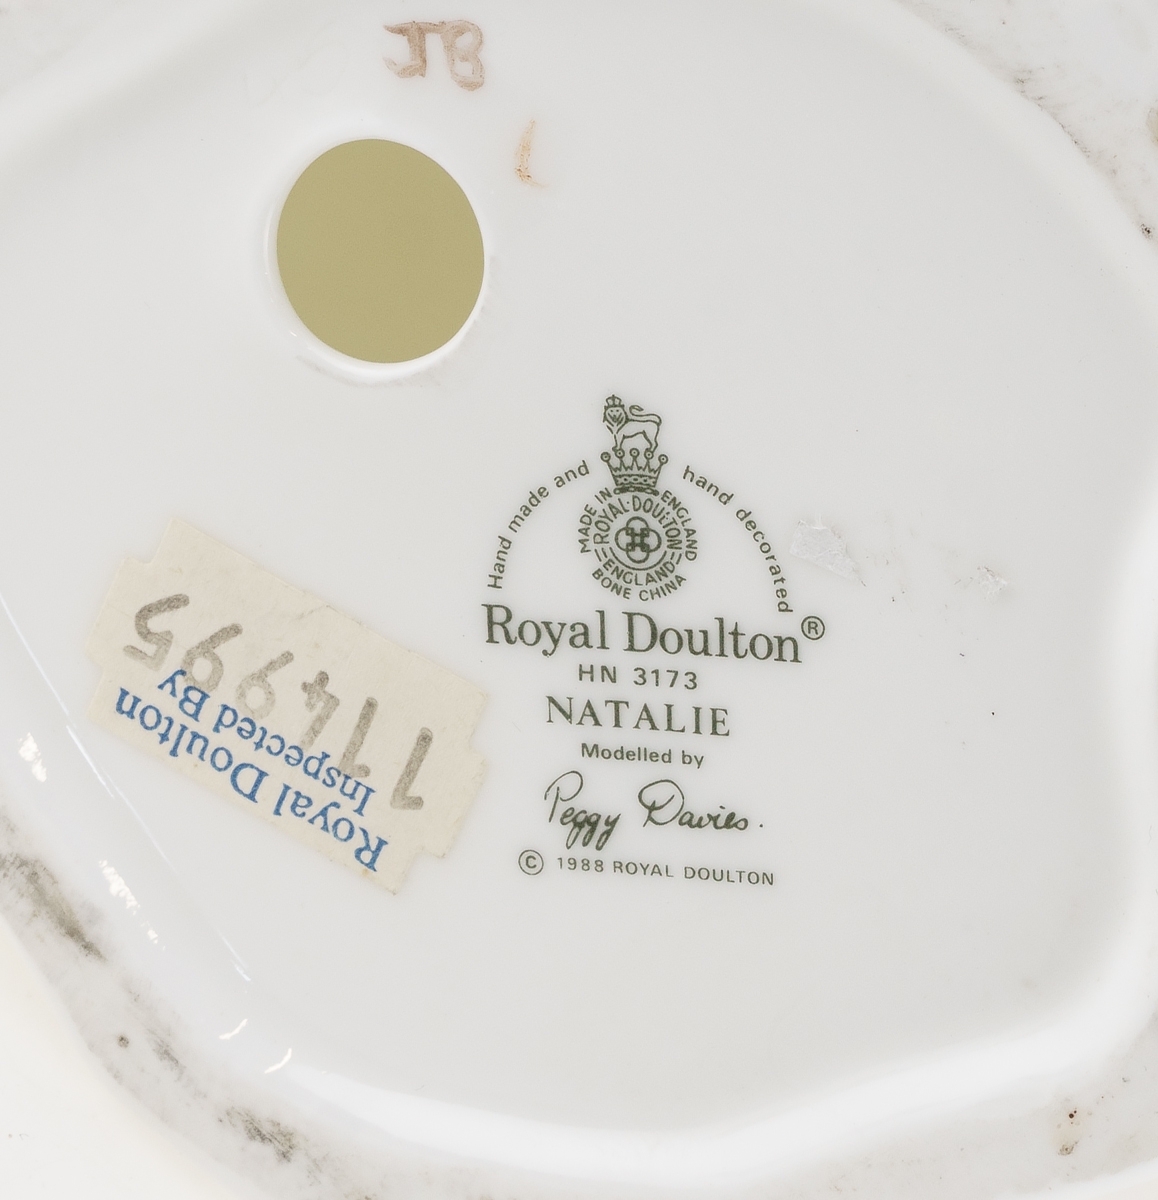 JB
Hand made and hand decorated
MADE IN ENGLAND
ROYAL·DOULTON
ENGLAND
BONE CHINA
Royal Doulton®
HN 3173
NATALIE
Modelled by
Peggy Davies.
© 1988 ROYAL DOULTON
Royal Doulton
Inspected By